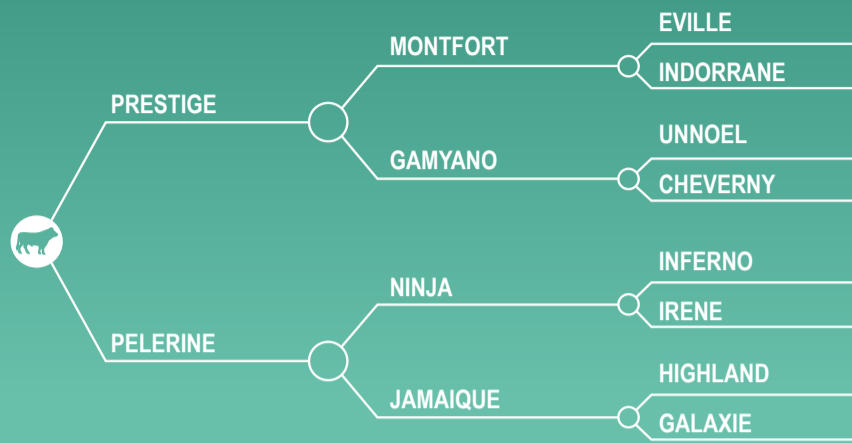 EVILLE
MONTFORT
INDORRANE
PRESTIGE
UNNOEL
GAMYANO
CHEVERNY
INFERNO
NINJA
IRENE
PELERINE
HIGHLAND
JAMAIQUE
GALAXIE